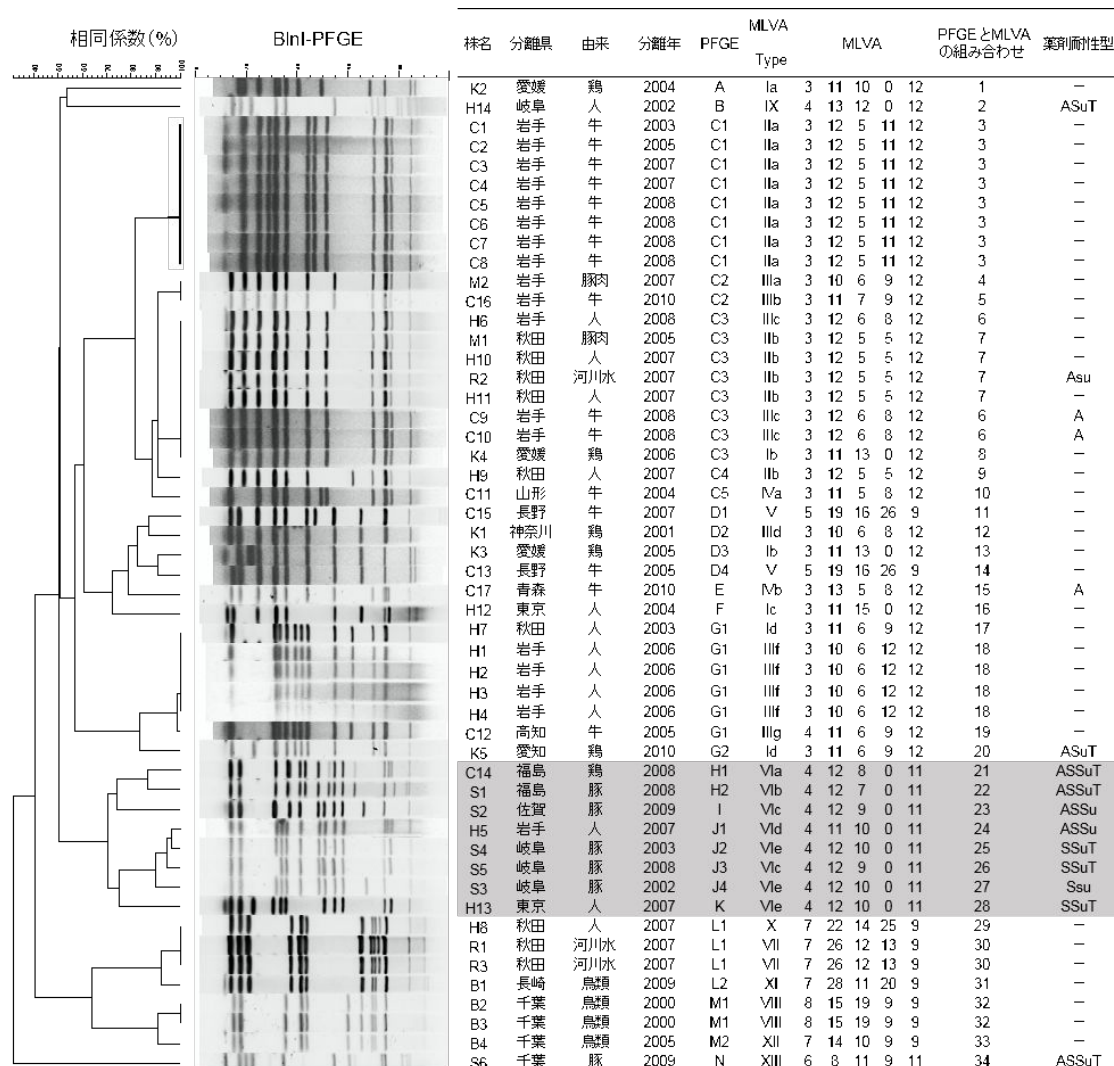 相同係数(%) BlnI-PFGE
40 50 60 70 80 90 100
株名 分離県 由来 分離年 PFGE MLVA Type MLVA PFGEとMLVAの組み合わせ 薬剤耐性型
K2 愛媛 鶏 2004 A Ia 3 11 10 0 12 1 –
H14 岐阜 人 2002 B IX 4 13 12 0 12 2 ASuT
C1 岩手 牛 2003 C1 IIa 3 12 5 11 12 3 –
C2 岩手 牛 2005 C1 IIa 3 12 5 11 12 3 –
C3 岩手 牛 2007 C1 IIa 3 12 5 11 12 3 –
C4 岩手 牛 2007 C1 IIa 3 12 5 11 12 3 –
C5 岩手 牛 2008 C1 IIa 3 12 5 11 12 3 –
C6 岩手 牛 2008 C1 IIa 3 12 5 11 12 3 –
C7 岩手 牛 2008 C1 IIa 3 12 5 11 12 3 –
C8 岩手 牛 2008 C1 IIa 3 12 5 11 12 3 –
M2 岩手 豚肉 2007 C2 IIIa 3 10 6 9 12 4 –
C16 岩手 牛 2010 C2 IIIb 3 11 7 9 12 5 –
H6 岩手 人 2008 C3 IIIc 3 12 6 8 12 6 –
M1 秋田 豚肉 2005 C3 IIb 3 12 5 5 12 7 –
H10 秋田 人 2007 C3 IIb 3 12 5 5 12 7 –
R2 秋田 河川水 2007 C3 IIb 3 12 5 5 12 7 Asu
H11 秋田 人 2007 C3 IIb 3 12 5 5 12 7 –
C9 岩手 牛 2008 C3 IIIc 3 12 6 8 12 6 A
C10 岩手 牛 2008 C3 IIIc 3 12 6 8 12 6 A
K4 愛媛 鶏 2006 C3 Ib 3 11 13 0 12 8 –
H9 秋田 人 2007 C4 IIb 3 12 5 5 12 9 –
C11 山形 牛 2004 C5 IVa 3 11 5 8 12 10 –
C15 長野 牛 2007 D1 V 5 19 16 26 9 11 –
K1 神奈川 鶏 2001 D2 IIId 3 10 6 8 12 12 –
K3 愛媛 鶏 2005 D3 Ib 3 11 13 0 12 13 –
C13 長野 牛 2005 D4 V 5 19 16 26 9 14 –
C17 青森 牛 2010 E IVb 3 13 5 8 12 15 A
H12 東京 人 2004 F Ic 3 11 15 0 12 16 –
H7 秋田 人 2003 G1 Id 3 11 6 9 12 17 –
H1 岩手 人 2006 G1 IIIf 3 10 6 12 12 18 –
H2 岩手 人 2006 G1 IIIf 3 10 6 12 12 18 –
H3 岩手 人 2006 G1 IIIf 3 10 6 12 12 18 –
H4 岩手 人 2006 G1 IIIf 3 10 6 12 12 18 –
C12 高知 牛 2005 G1 IIIg 4 11 6 9 12 19 –
K5 愛知 鶏 2010 G2 Id 3 11 6 9 12 20 ASuT
C14 福島 鶏 2008 H1 VIa 4 12 8 0 11 21 ASSuT
S1 福島 豚 2008 H2 VIb 4 12 7 0 11 22 ASSuT
S2 佐賀 豚 2009 I VIc 4 12 9 0 11 23 ASSu
H5 岩手 人 2007 J1 VId 4 11 10 0 11 24 ASSu
S4 岐阜 豚 2003 J2 VIe 4 12 10 0 11 25 SSuT
S5 岐阜 豚 2008 J3 VIc 4 12 9 0 11 26 SSuT
S3 岐阜 豚 2002 J4 VIe 4 12 10 0 11 27 Ssu
H13 東京 人 2007 K VIe 4 12 10 0 11 28 SSuT
H8 秋田 人 2007 L1 X 7 22 14 25 9 29 –
R1 秋田 河川水 2007 L1 VII 7 26 12 13 9 30 –
R3 秋田 河川水 2007 L1 VII 7 26 12 13 9 30 –
B1 長崎 鳥類 2009 L2 XI 7 28 11 20 9 31 –
B2 千葉 鳥類 2000 M1 VIII 8 15 19 9 9 32 –
B3 千葉 鳥類 2000 M1 VIII 8 15 19 9 9 32 –
B4 千葉 鳥類 2005 M2 XII 7 14 10 9 9 33 –
S6 千葉 豚 2009 N XIII 6 8 11 9 11 34 ASSuT